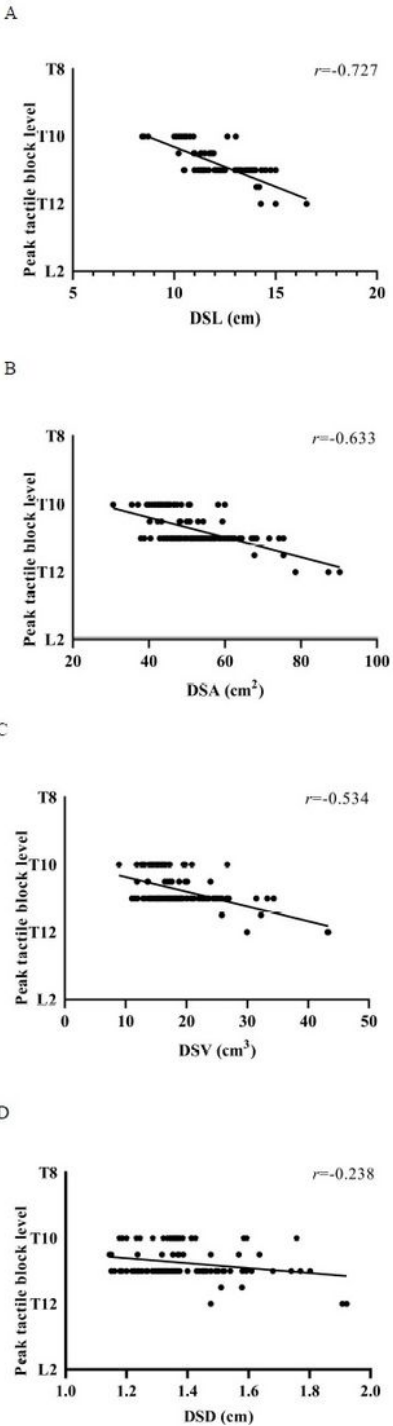 A
T8
r=-0.727
T10
Peak tactile block level
T12
L2
5
10
15
20
DSL (cm)
B
T8
r=-0.633
T10
Peak tactile block level
T12
L2
20
40
60
80
100
DSA (cm²)
C
T8
r=-0.534
T10
Peak tactile block level
T12
L2
0
10
20
30
40
50
DSV (cm³)
D
T8
r=-0.238
T10
Peak tactile block level
T12
L2
1.0
1.2
1.4
1.6
1.8
2.0
DSD (cm)